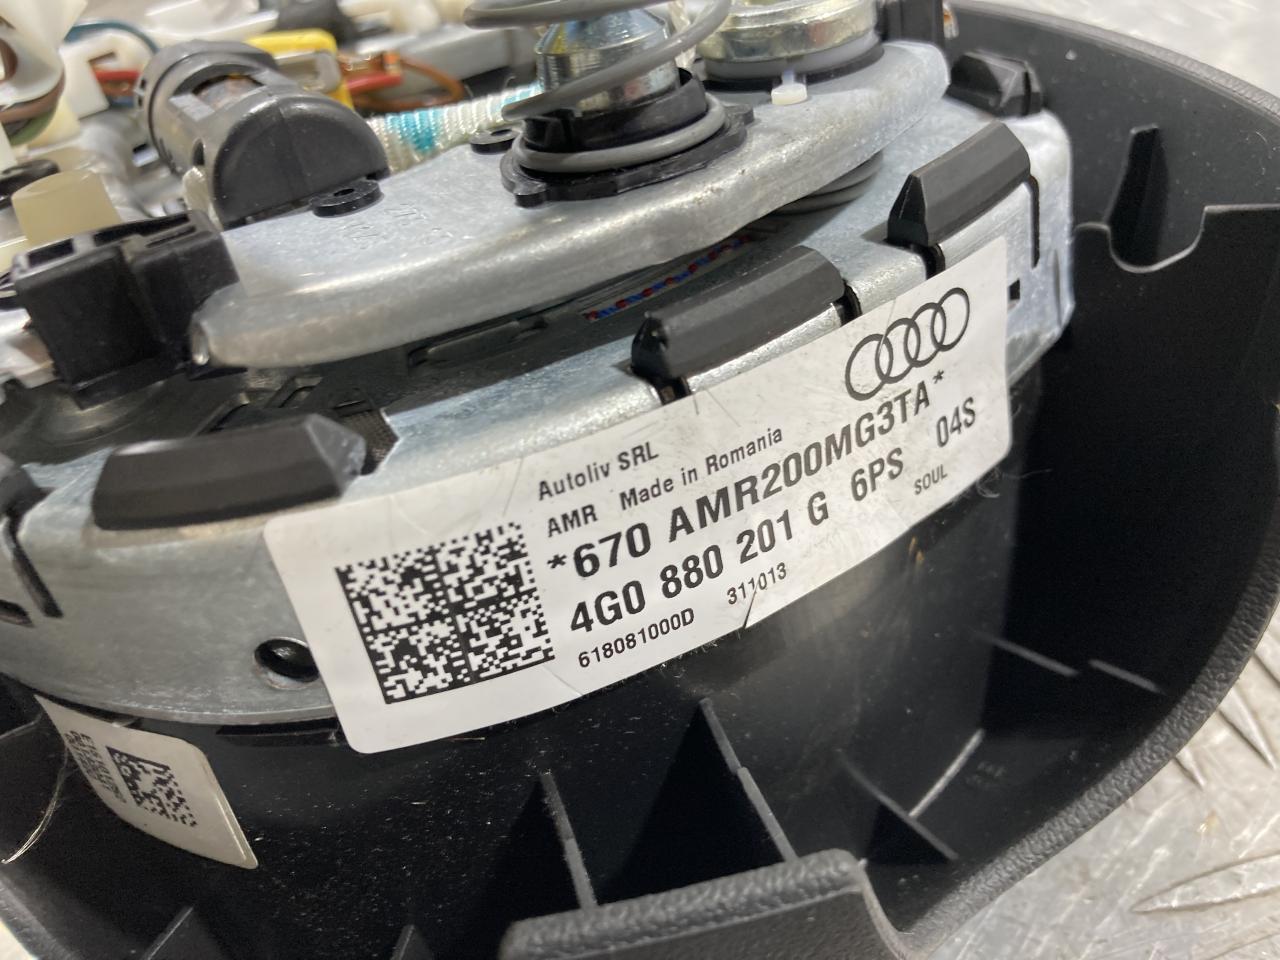 Autoliv SRL
AMR Made in Romania
*670 AMR200MG3TA*
4G0 880 201 G 6PS 04S
618081000D 311013 SOUL